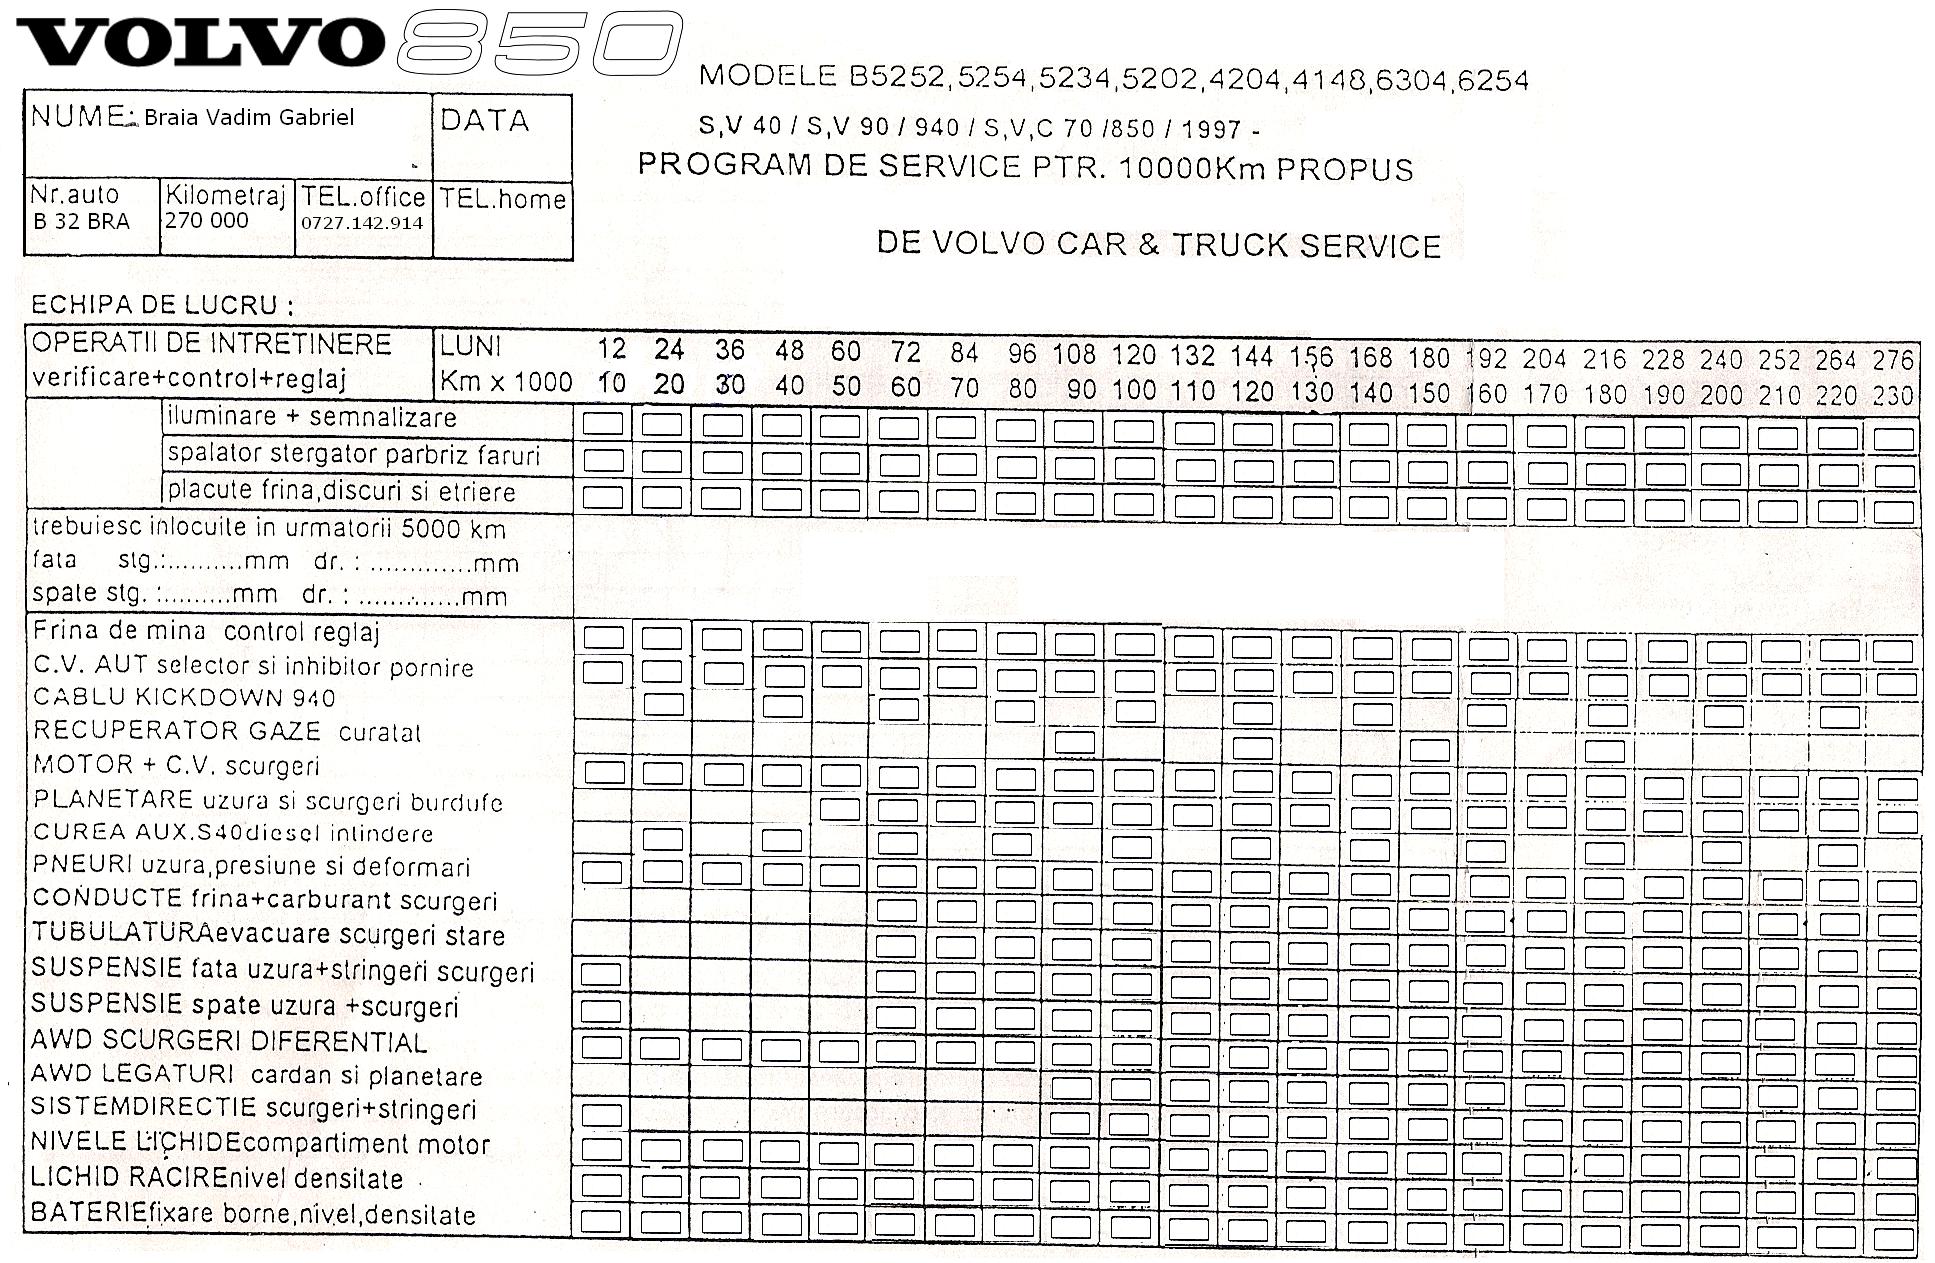 VOLVO 850
MODELE B5252,5254,5234,5202,4204,4148,6304,6254
S,V 40 / S,V 90 / 940 / S,V,C 70 /850 / 1997 -
PROGRAM DE SERVICE PTR. 10000Km PROPUS
DE VOLVO CAR & TRUCK SERVICE
NUME: Braia Vadim Gabriel DATA
Nr.auto Kilometraj TEL.office TEL.home
B 32 BRA 270 000 0727.142.914
ECHIPA DE LUCRU :
OPERATII DE INTRETINERE LUNI 12 24 36 48 60 72 84 96 108 120 132 144 156 168 180 192 204 216 228 240 252 264 276
verificare+control+reglaj Km x 1000 10 20 30 40 50 60 70 80 90 100 110 120 130 140 150 160 170 180 190 200 210 220 230
iluminare + semnalizare
spalator stergator parbriz faruri
placute frina,discuri si etriere
trebuiesc inlocuite in urmatorii 5000 km
fata stg.:..........mm dr. : .............mm
spate stg. :.........mm dr. : .............mm
Frina de mina control reglaj
C.V. AUT selector si inhibitor pornire
CABLU KICKDOWN 940
RECUPERATOR GAZE curatat
MOTOR + C.V. scurgeri
PLANETARE uzura si scurgeri burdufe
CUREA AUX.S40diesel intindere
PNEURI uzura,presiune si deformari
CONDUCTE frina+carburant scurgeri
TUBULATURAevacuare scurgeri stare
SUSPENSIE fata uzura+stringeri scurgeri
SUSPENSIE spate uzura +scurgeri
AWD SCURGERI DIFERENTIAL
AWD LEGATURI cardan si planetare
SISTEMDIRECTIE scurgeri+stringeri
NIVELE LICHIDEcompartiment motor
LICHID RACIREnivel densitate
BATERIEfixare borne,nivel,densitate